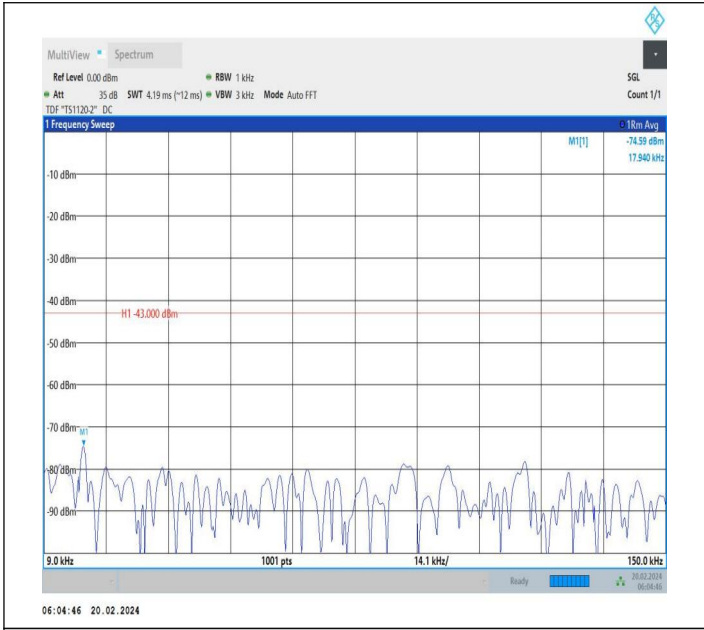 R S
MultiView Spectrum
Ref Level 0.00 dBm RBW 1 kHz SGL
Att 35 dB SWT 4.19 ms (~12 ms) VBW 3 kHz Mode Auto FFT Count 1/1
TDF "TS1120-2" DC
1 Frequency Sweep 1Rm Avg
M1[1] -74.59 dBm
17.940 kHz
-10 dBm
-20 dBm
-30 dBm
-40 dBm
H1 -43.000 dBm
-50 dBm
-60 dBm
-70 dBm
M1
-80 dBm
-90 dBm
9.0 kHz 1001 pts 14.1 kHz/ 150.0 kHz
Ready 20.02.2024
06:04:46
06:04:46 20.02.2024